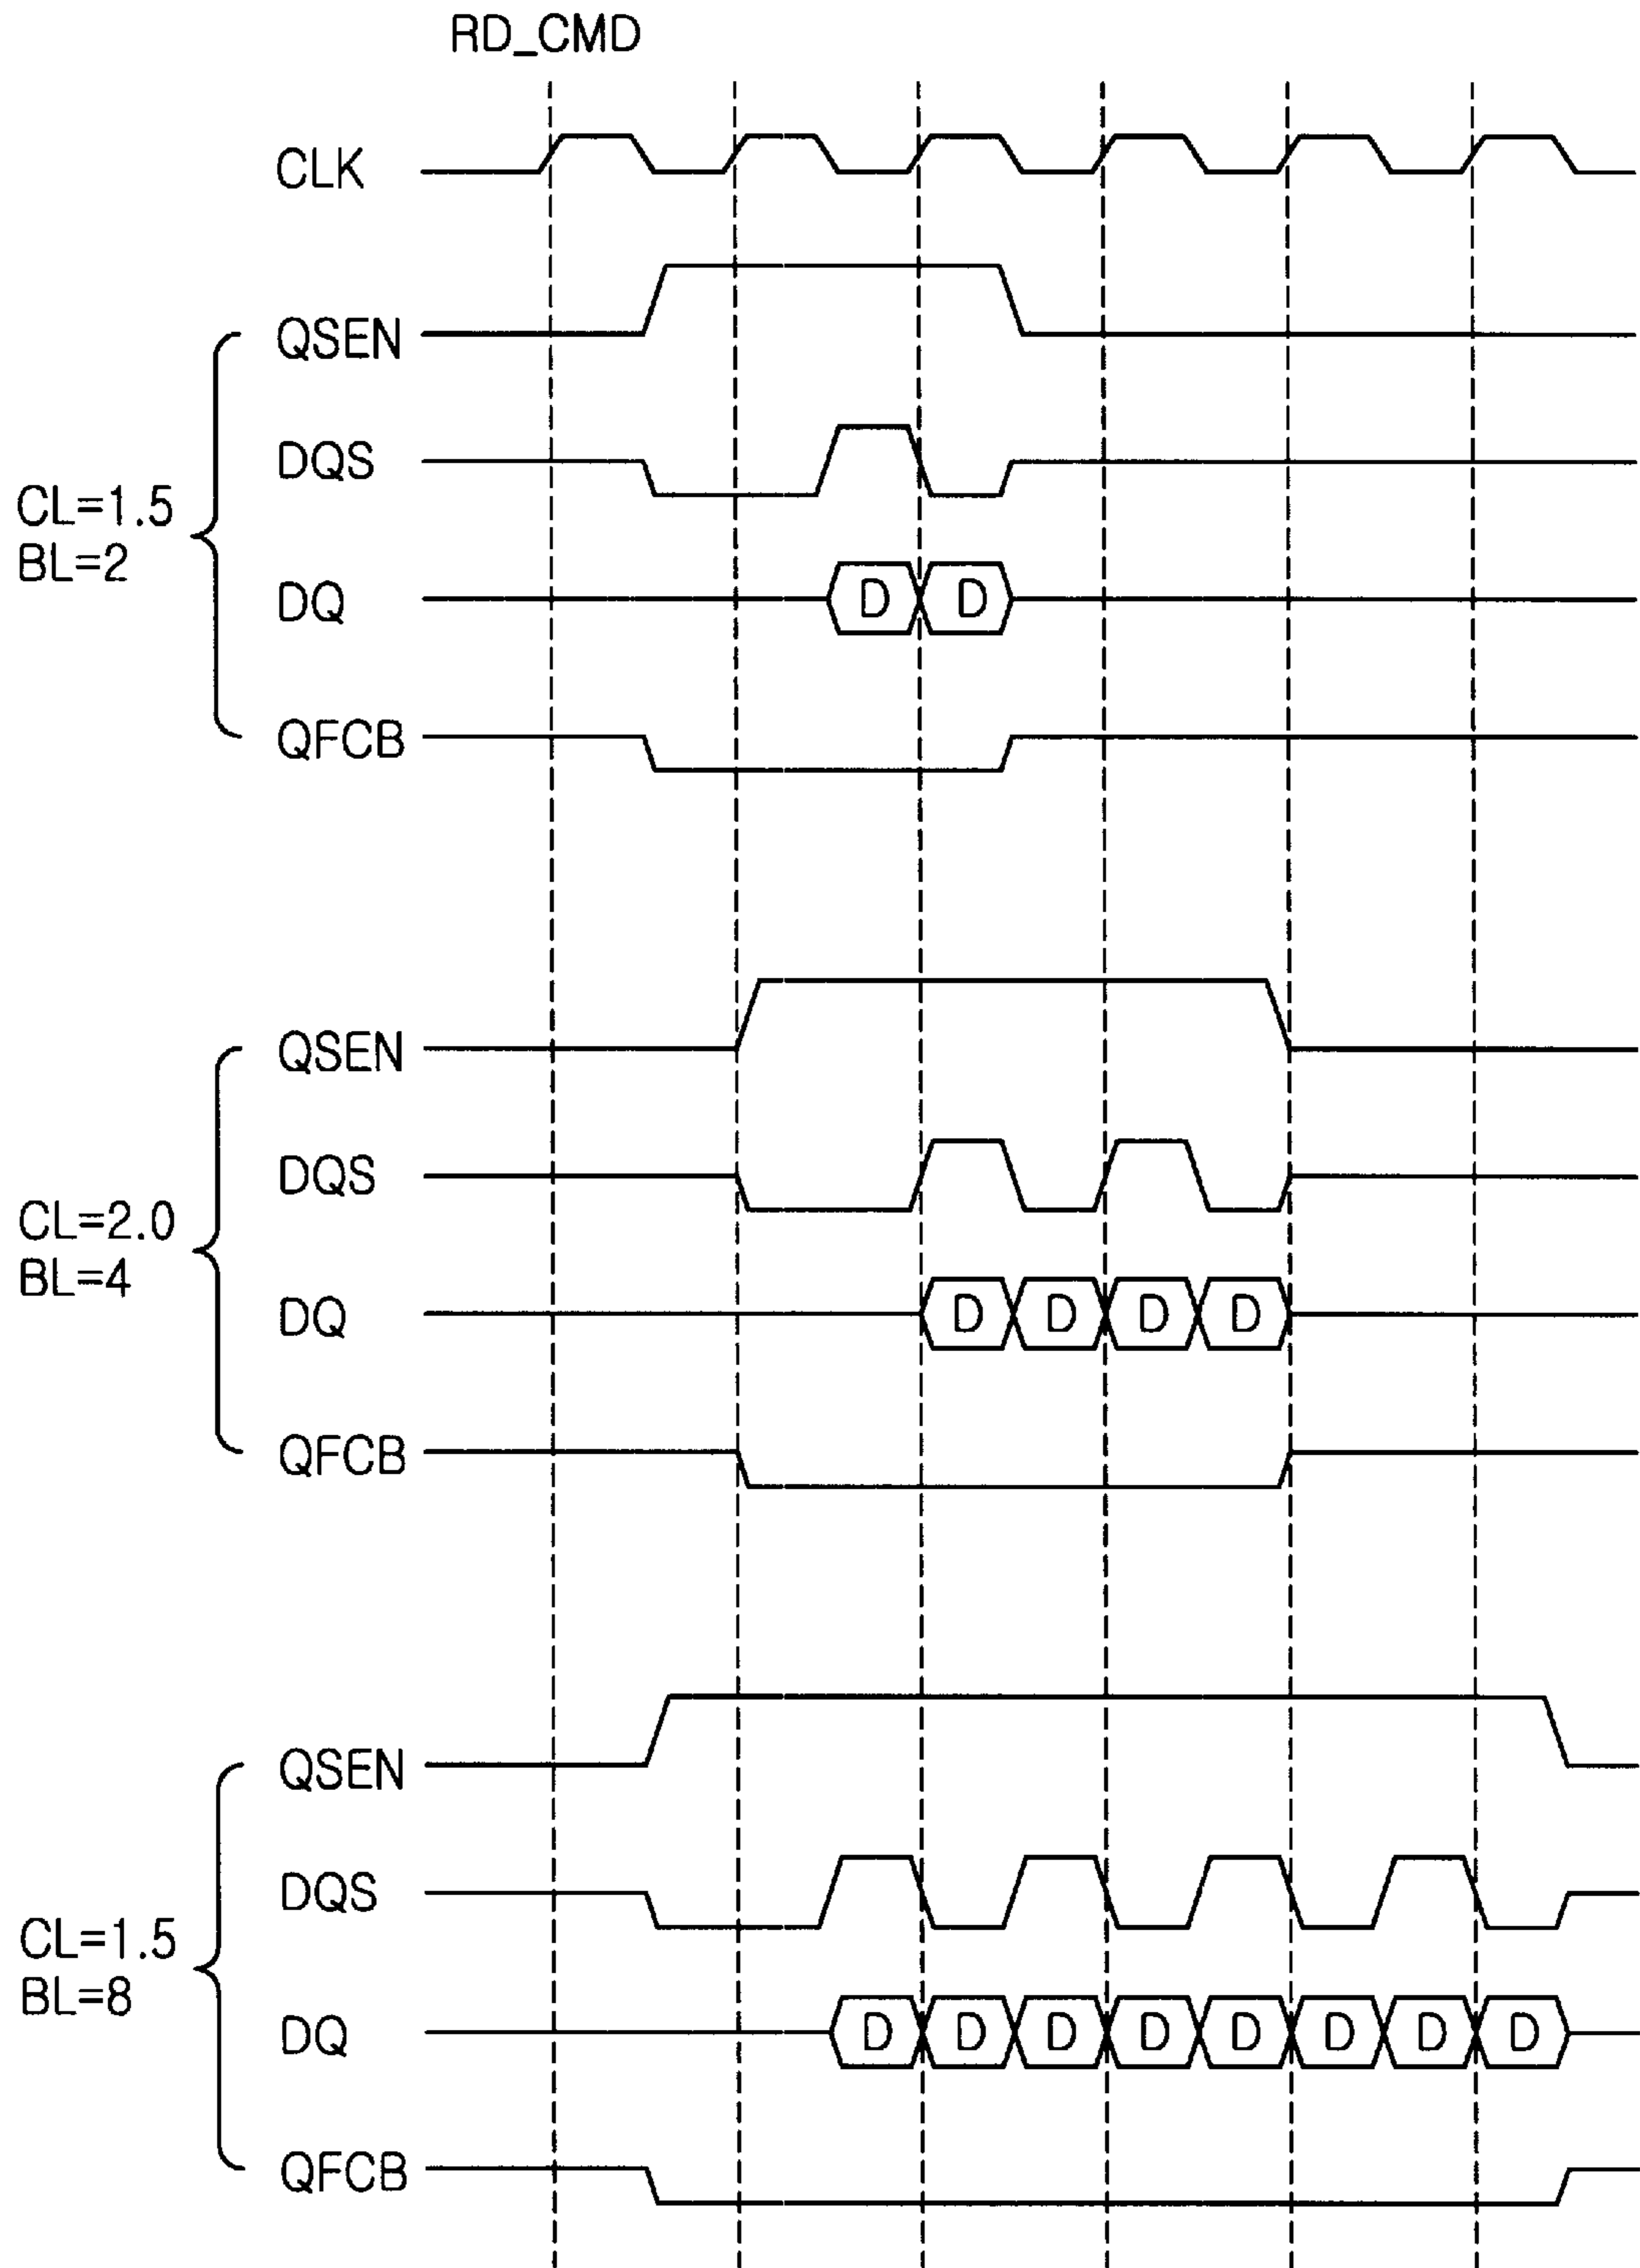 RD_CMD
CLK
CL=1.5
BL=2
QSEN
DQS
DQ D D
QFCB
CL=2.0
BL=4
QSEN
DQS
DQ D D D D
QFCB
CL=1.5
BL=8
QSEN
DQS
DQ D D D D D D D D
QFCB